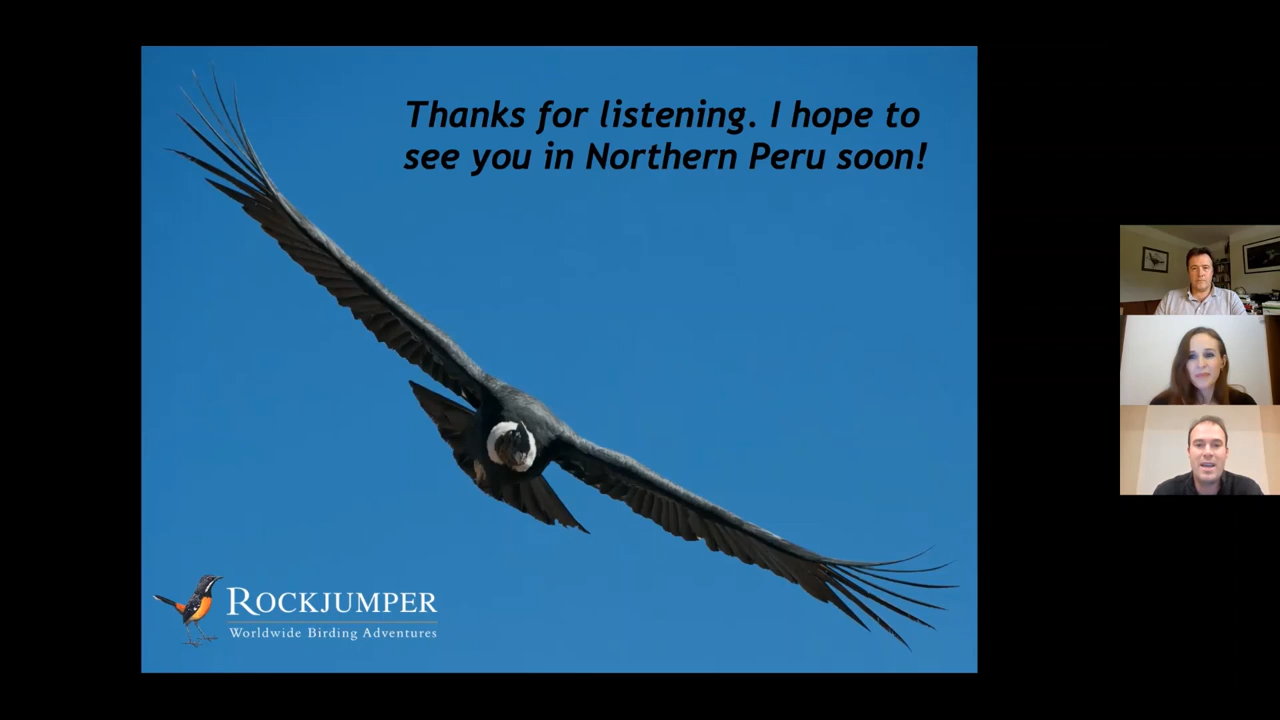 Thanks for listening. I hope to
see you in Northern Peru soon!
ROCKJUMPER
Worldwide Birding Adventures